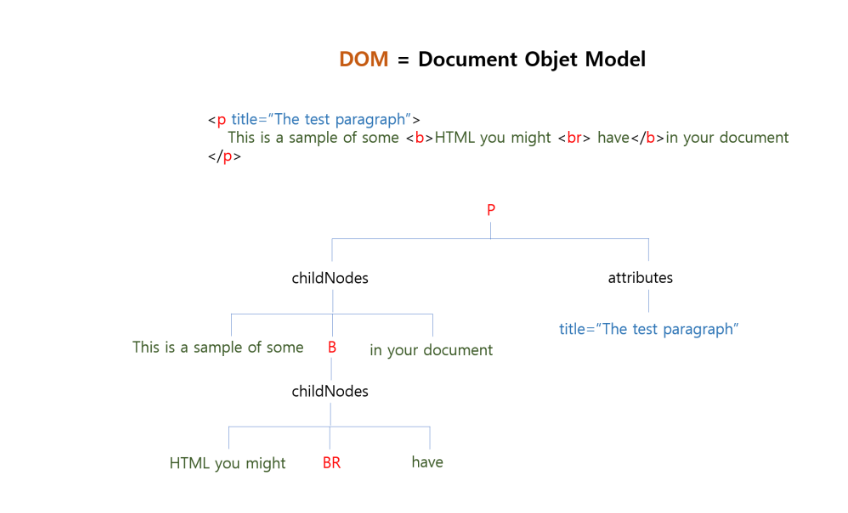 DOM = Document Objet Model
<p title=”The test paragraph”>
This is a sample of some <b>HTML you might <br> have</b>in your document
</p>
P
childNodes attributes
title=”The test paragraph”
This is a sample of some B in your document
childNodes
HTML you might BR have